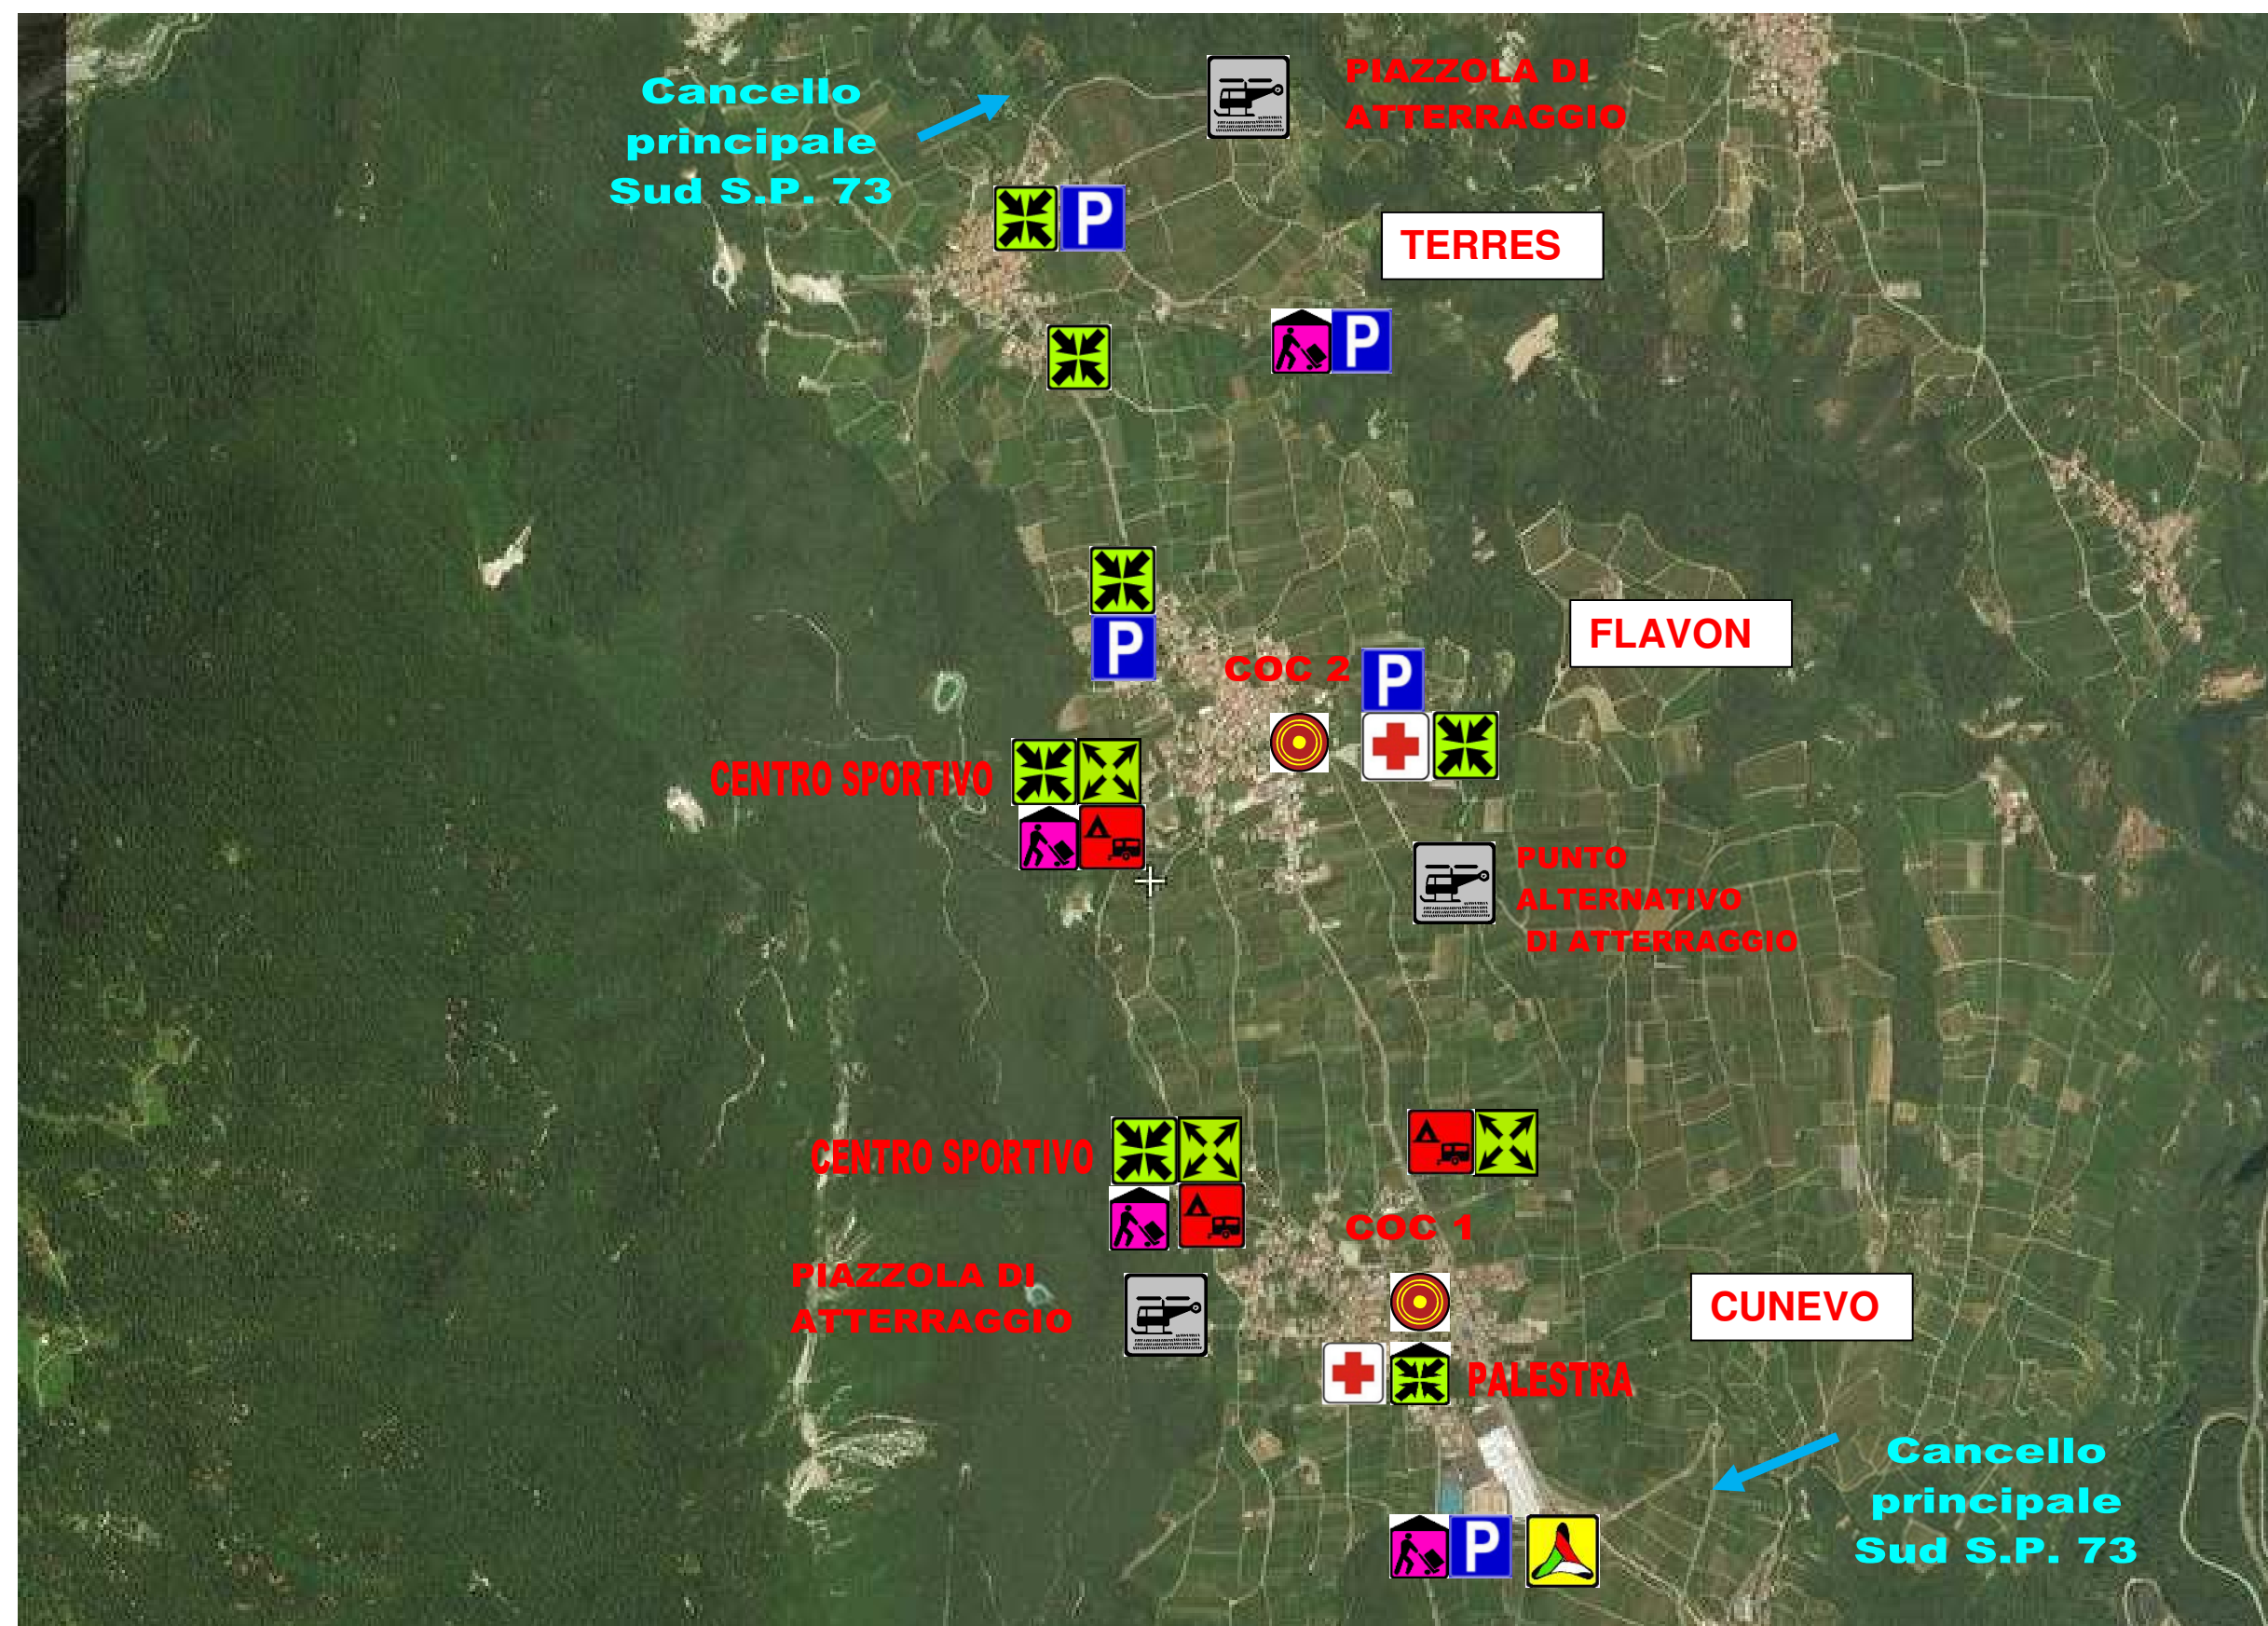 Cancello
principale
Sud S.P. 73
PIAZZOLA DI
ATTERRAGGIO
P
TERRES
P
FLAVON
P
COC 2
P
CENTRO SPORTIVO
PUNTO
ALTERNATIVO
DI ATTERRAGGIO
CENTRO SPORTIVO
COC 1
PIAZZOLA DI
ATTERRAGGIO
CUNEVO
PALESTRA
Cancello
principale
Sud S.P. 73
P